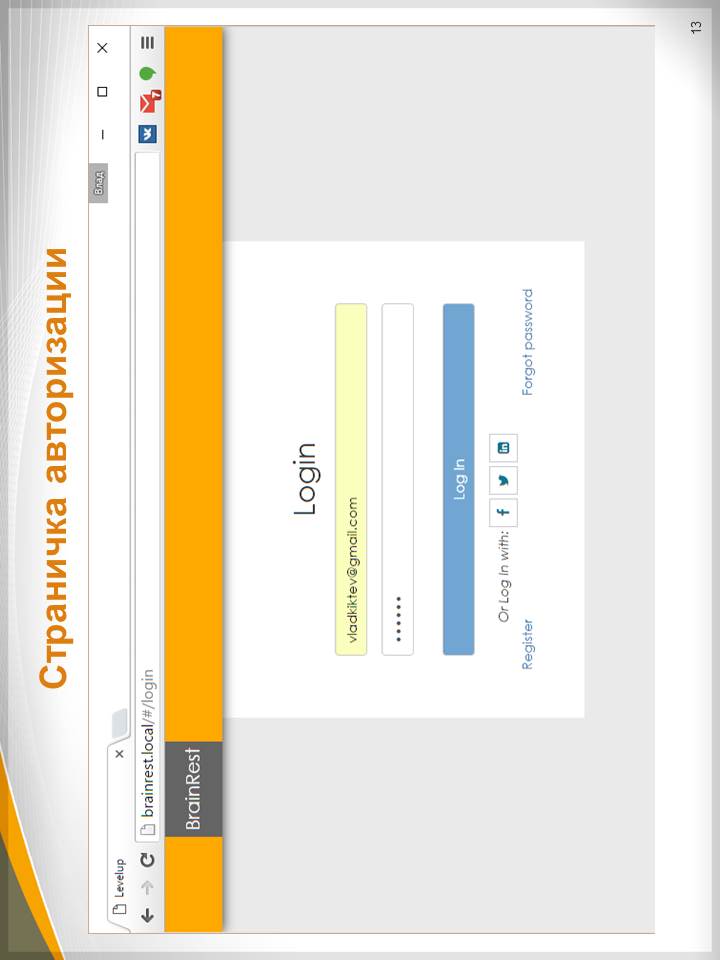 Страничка авторизации
Levelup
Влад
brainrest.local/#/login
7
BrainRest
Login
vladkiktev@gmail.com
Log In
Or Log In with:
Register
Forgot password
13